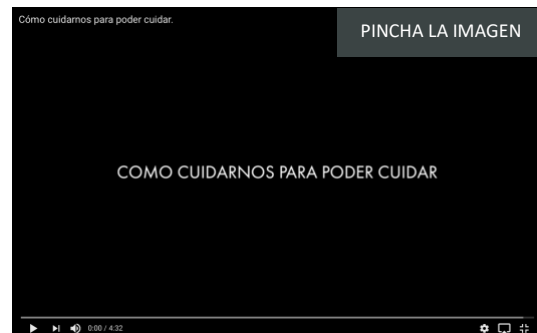 Cómo cuidarnos para poder cuidar.
PINCHA LA IMAGEN
COMO CUIDARNOS PARA PODER CUIDAR
0:00 / 4:32